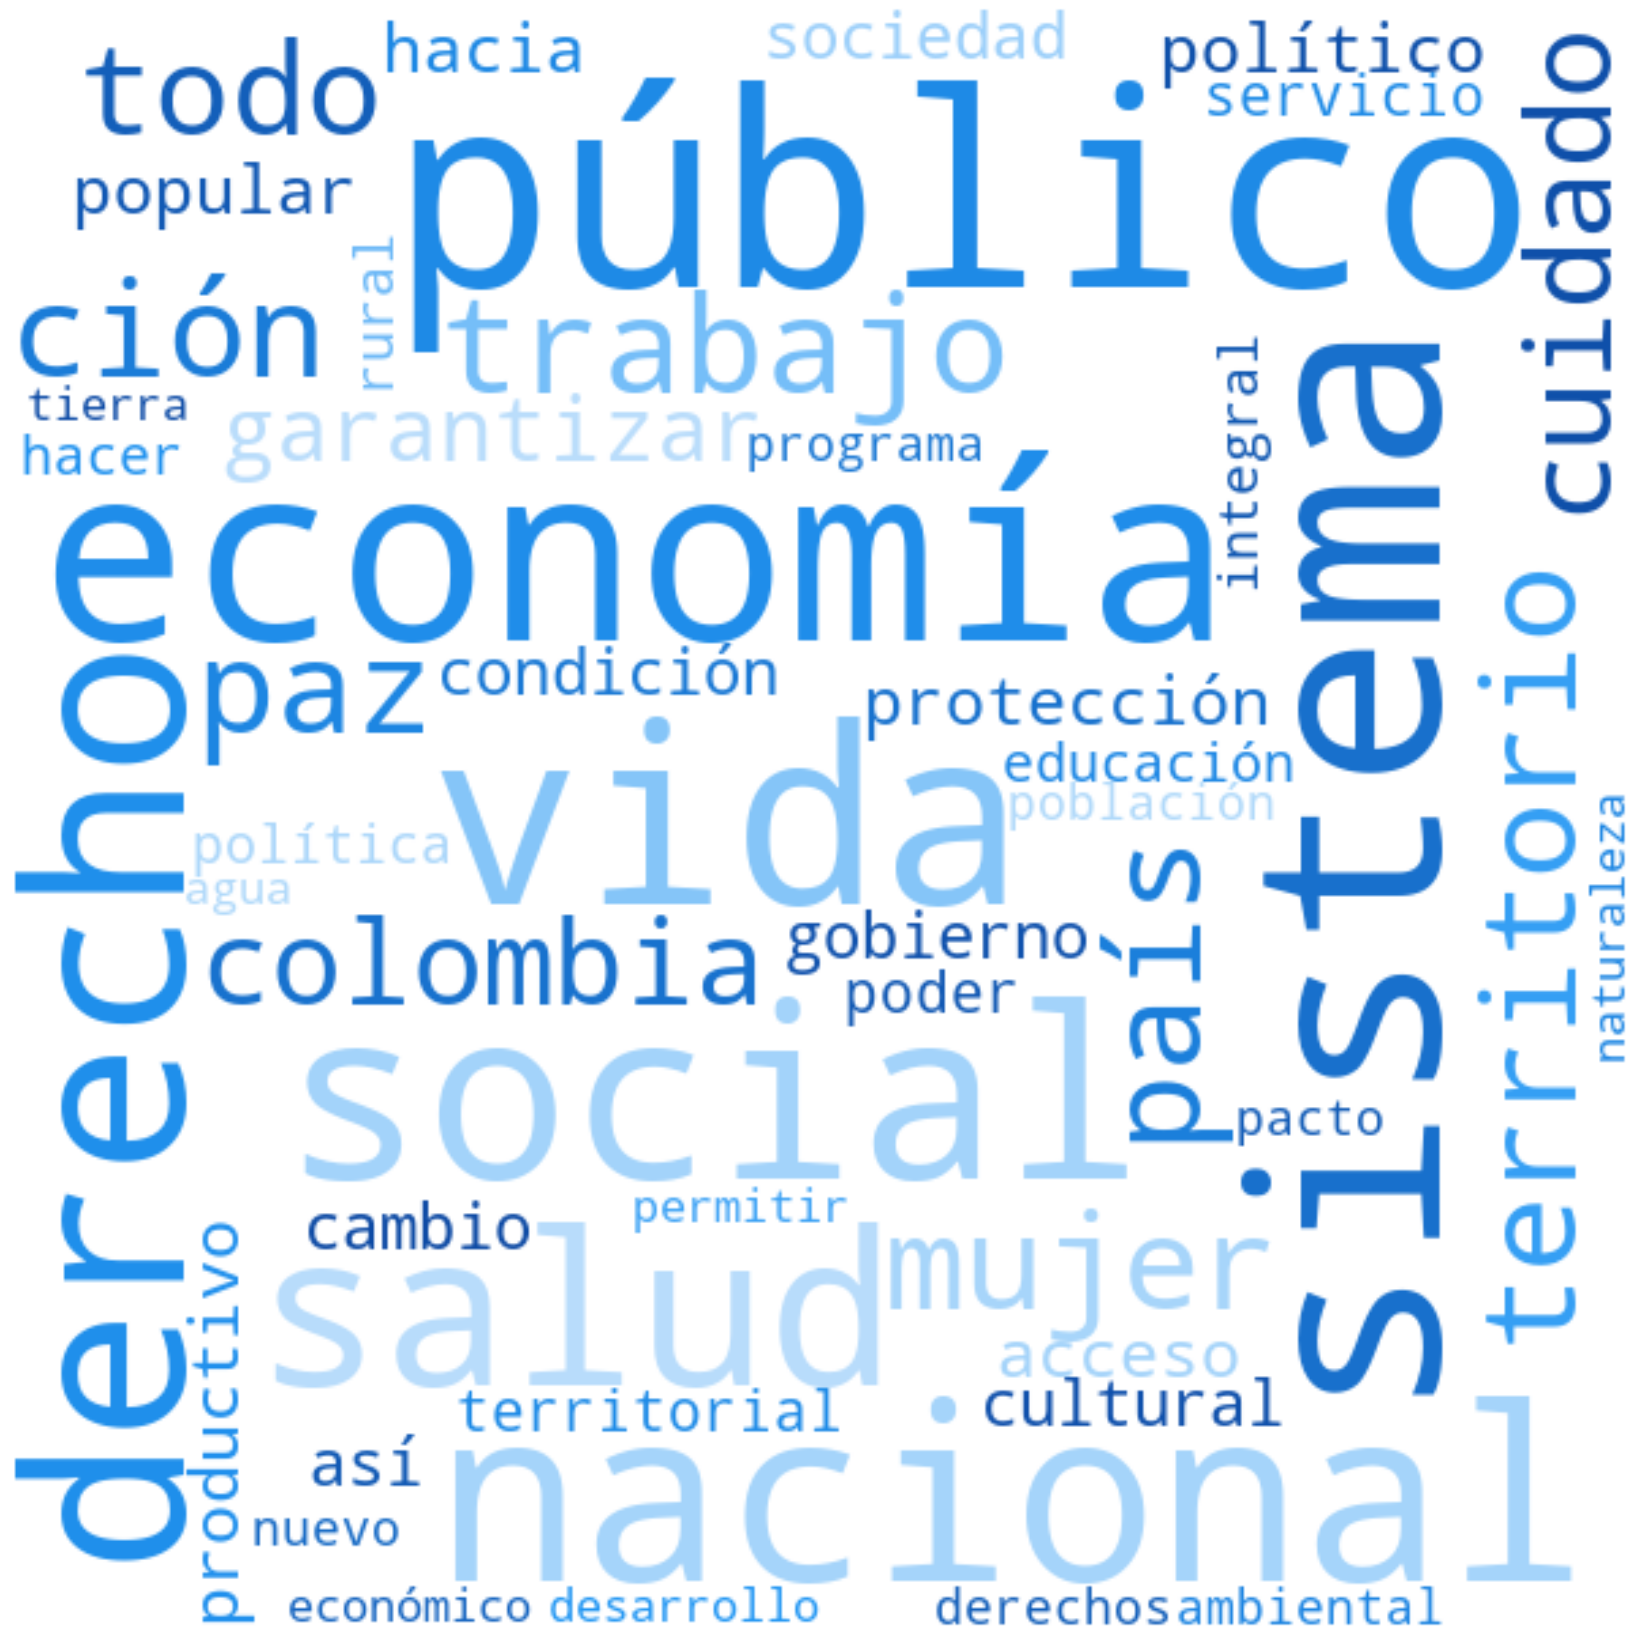 todo
hacia
sociedad
político
servicio
cuidado
público
popular
ción
rural
trabajo
tierra
garantizar
hacer
programa
integral
sistema
economía
derecho
paz
condición
protección
territorio
vida
educación
población
política
agua
país
naturaleza
colombia
gobierno
poder
social
pacto
permitir
cambio
salud
mujer
productivo
acceso
territorial
cultural
así
nacional
nuevo
económico
desarrollo
derechos
ambiental